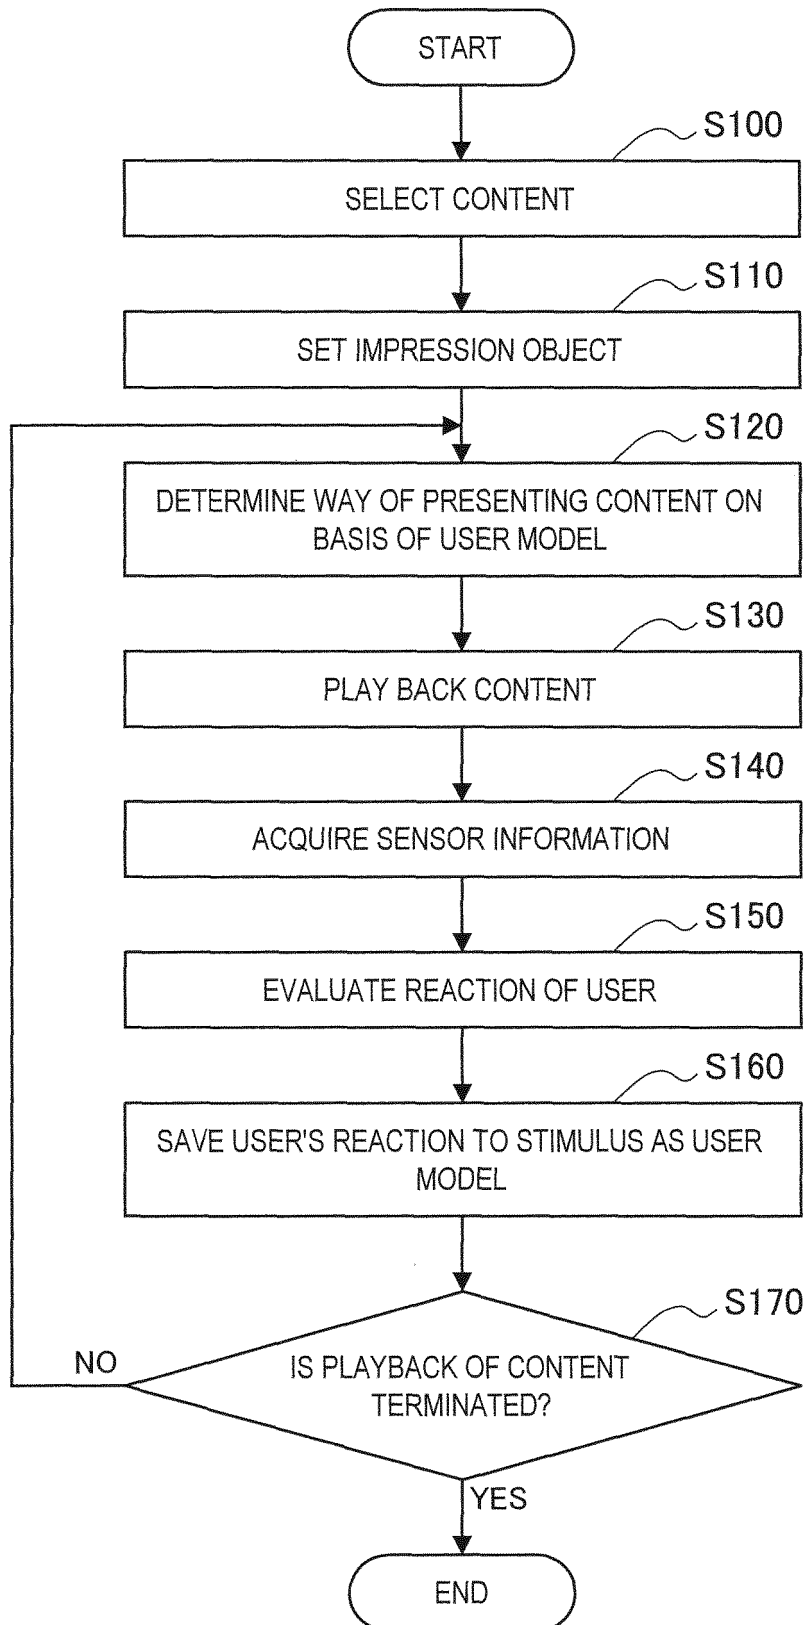 START
S100
SELECT CONTENT
S110
SET IMPRESSION OBJECT
S120
DETERMINE WAY OF PRESENTING CONTENT ON
BASIS OF USER MODEL
S130
PLAY BACK CONTENT
S140
ACQUIRE SENSOR INFORMATION
S150
EVALUATE REACTION OF USER
S160
SAVE USER'S REACTION TO STIMULUS AS USER
MODEL
S170
NO
IS PLAYBACK OF CONTENT
TERMINATED?
YES
END